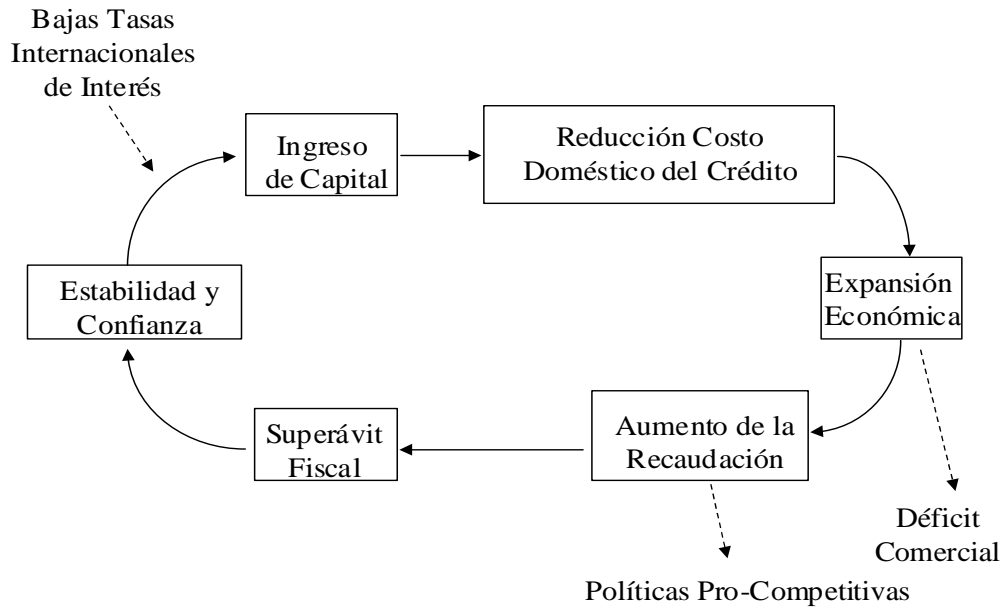 Bajas Tasas
Internacionales
de Interés
Ingreso
de Capital
Reducción Costo
Doméstico del Crédito
Estabilidad y
Confianza
Expansión
Económica
Superávit
Fiscal
Aumento de la
Recaudación
Déficit
Comercial
Políticas Pro-Competitivas